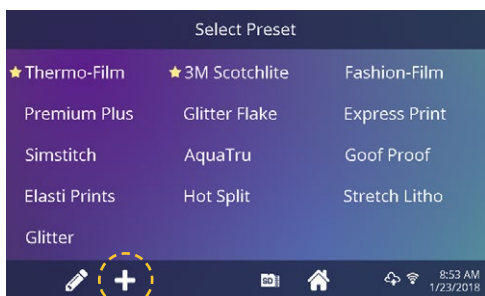 Select Preset
Thermo-Film 3M Scotchlite Fashion-Film
Premium Plus Glitter Flake Express Print
Simstitch AquaTru Goof Proof
Elasti Prints Hot Split Stretch Litho
Glitter
SD 8:53 AM
1/23/2018